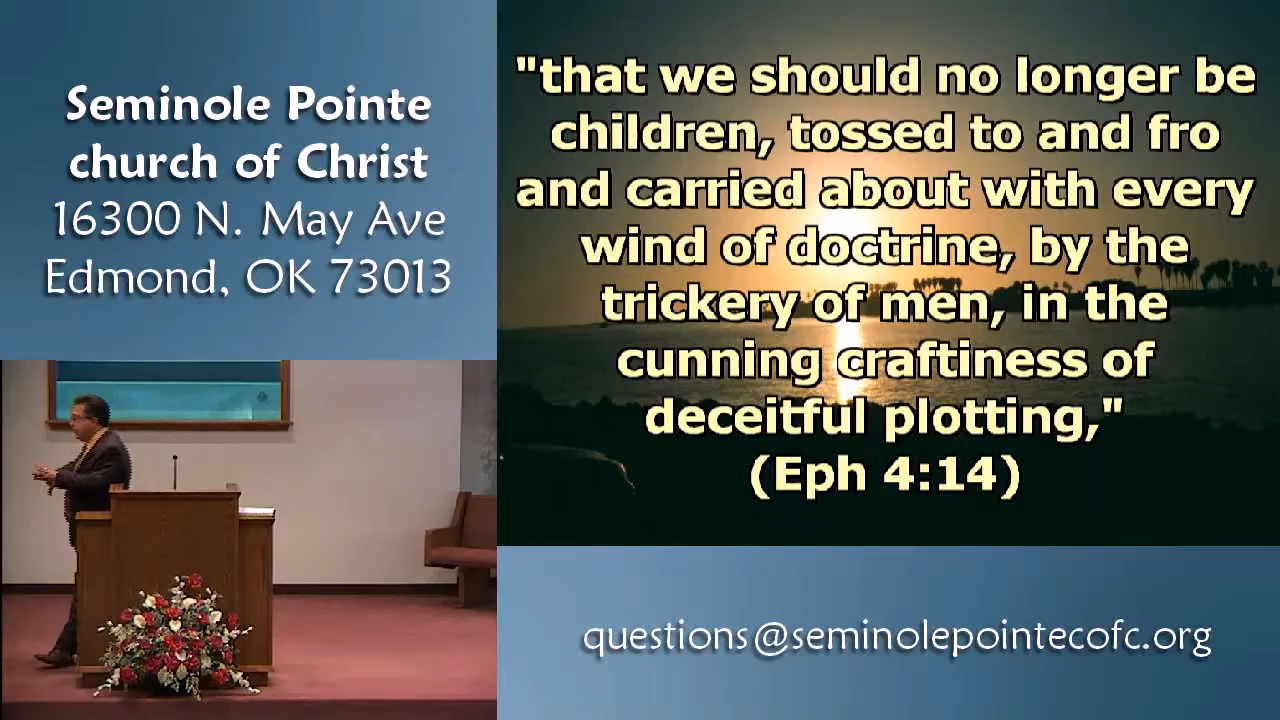 Seminole Pointe
church of Christ
16300 N. May Ave
Edmond, OK 73013
"that we should no longer be
children, tossed to and fro
and carried about with every
wind of doctrine, by the
trickery of men, in the
cunning craftiness of
deceitful plotting,"
(Eph 4:14)
questions@seminolepointecofc.org